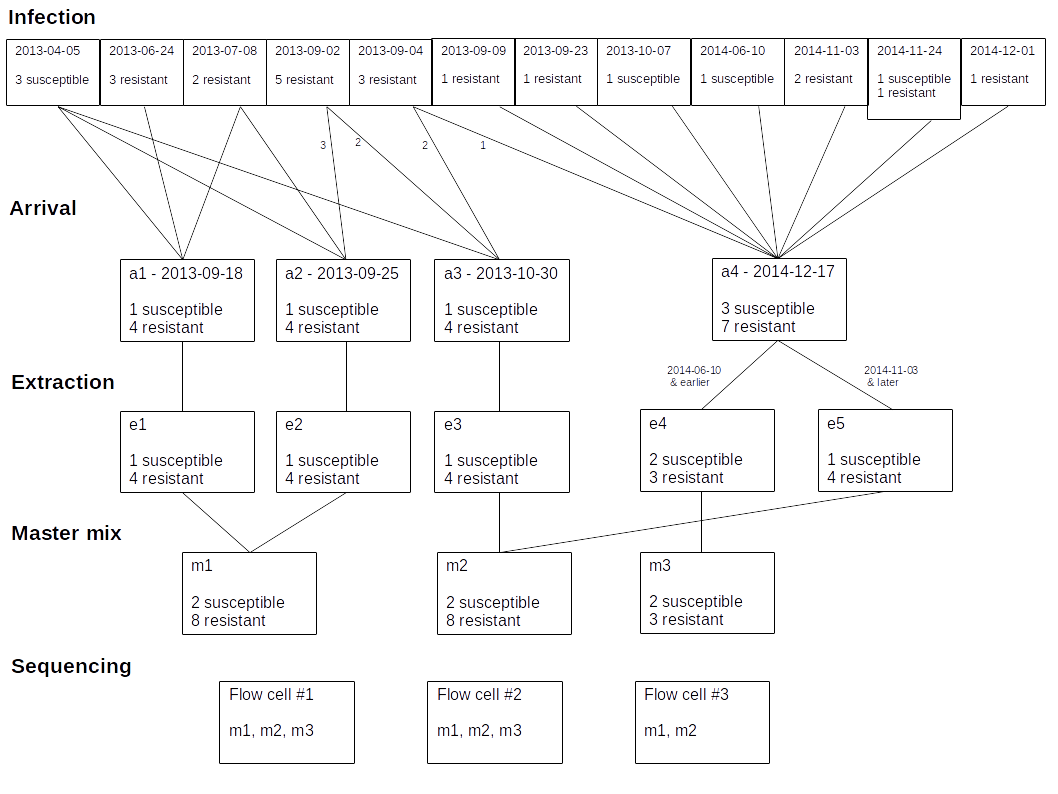 Infection
2013-04-05
3 susceptible
2013-06-24
3 resistant
2013-07-08
2 resistant
2013-09-02
5 resistant
2013-09-04
3 resistant
2013-09-09
1 resistant
2013-09-23
1 resistant
2013-10-07
1 susceptible
2014-06-10
1 susceptible
2014-11-03
2 resistant
2014-11-24
1 susceptible
1 resistant
2014-12-01
1 resistant
3
2
2
1
Arrival
a1 - 2013-09-18
1 susceptible
4 resistant
a2 - 2013-09-25
1 susceptible
4 resistant
a3 - 2013-10-30
1 susceptible
4 resistant
a4 - 2014-12-17
3 susceptible
7 resistant
Extraction
2014-06-10
& earlier
2014-11-03
& later
e1
1 susceptible
4 resistant
e2
1 susceptible
4 resistant
e3
1 susceptible
4 resistant
e4
2 susceptible
3 resistant
e5
1 susceptible
4 resistant
Master mix
m1
2 susceptible
8 resistant
m2
2 susceptible
8 resistant
m3
2 susceptible
3 resistant
Sequencing
Flow cell #1
m1, m2, m3
Flow cell #2
m1, m2, m3
Flow cell #3
m1, m2